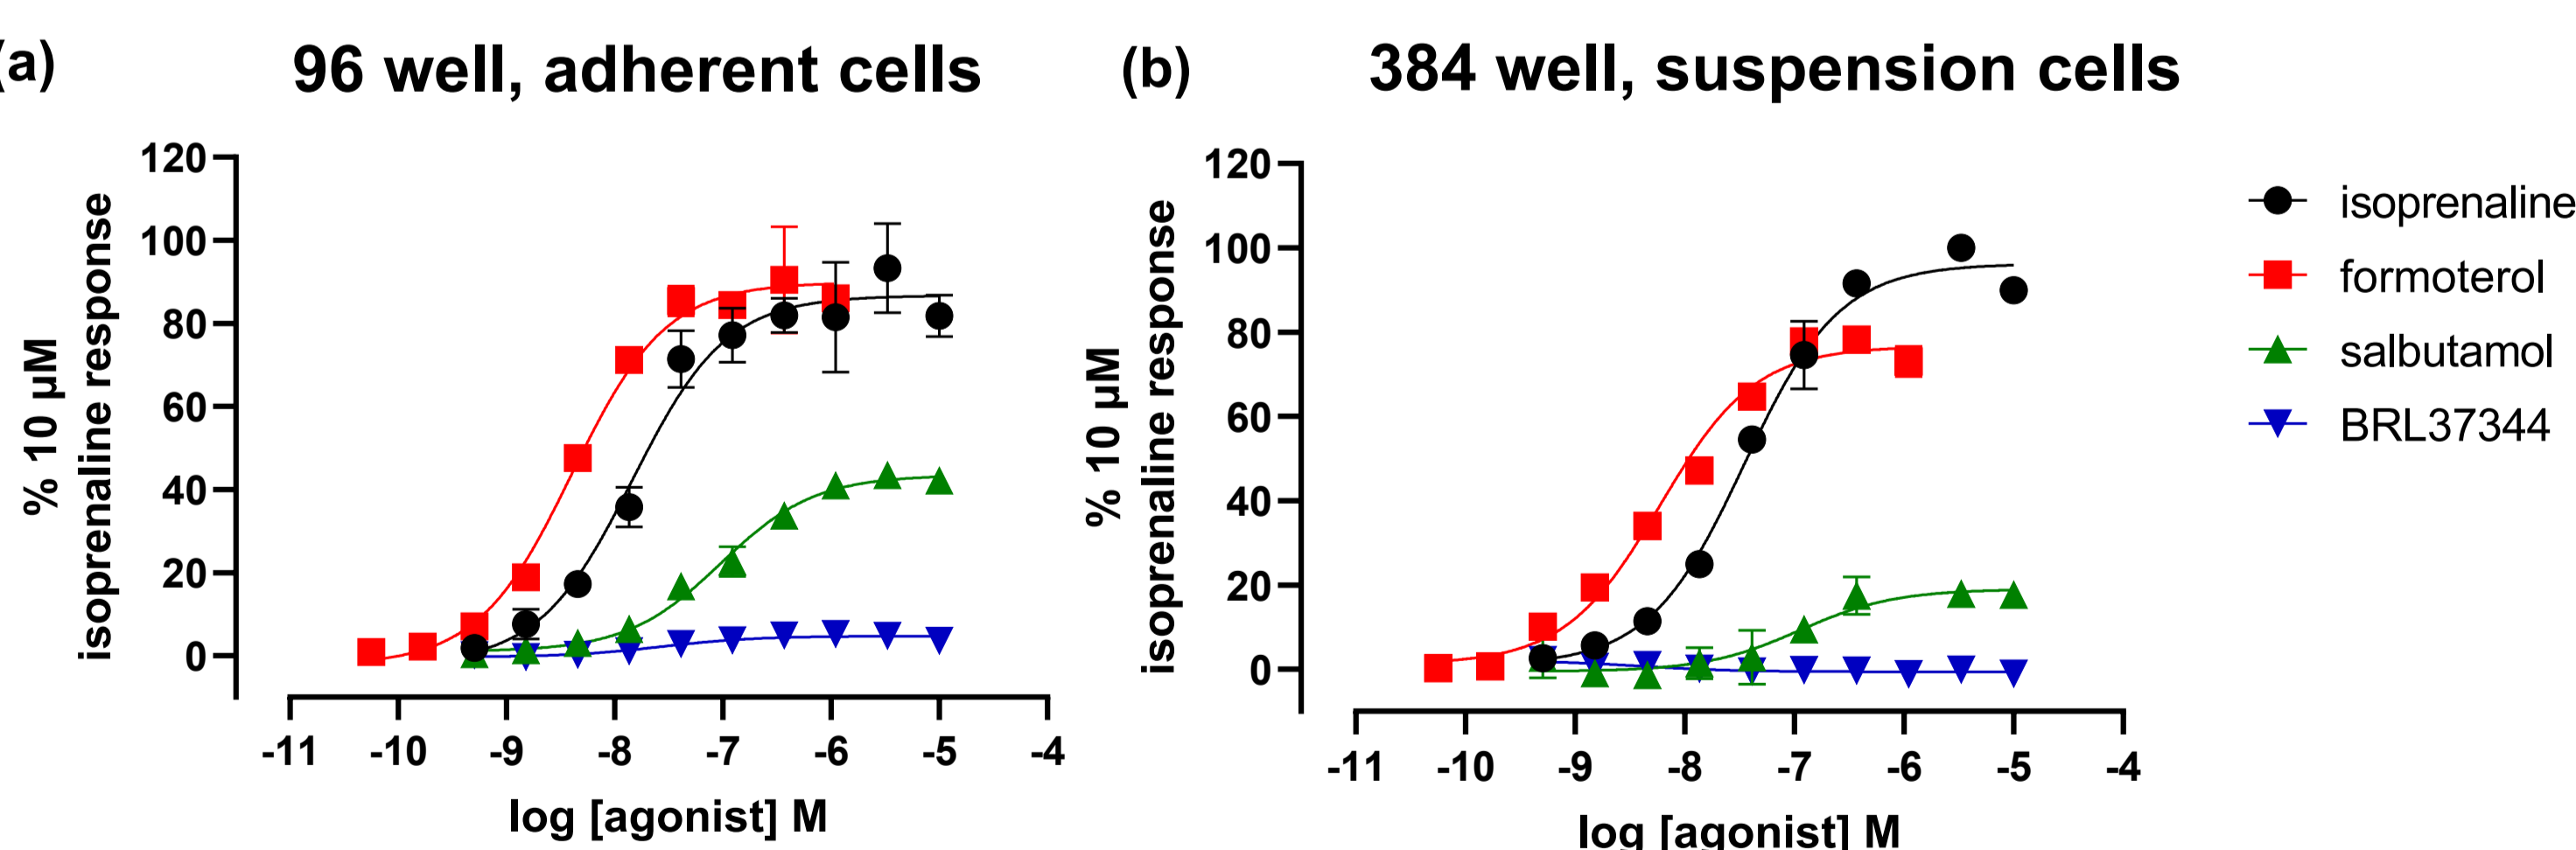 (a)
96 well, adherent cells
% 10 µM
isoprenaline response
120
100
80
60
40
20
0
-11 -10 -9 -8 -7 -6 -5 -4
log [agonist] M
(b)
384 well, suspension cells
% 10 µM
isoprenaline response
120
100
80
60
40
20
0
-11 -10 -9 -8 -7 -6 -5 -4
log [agonist] M
isoprenaline
formoterol
salbutamol
BRL37344